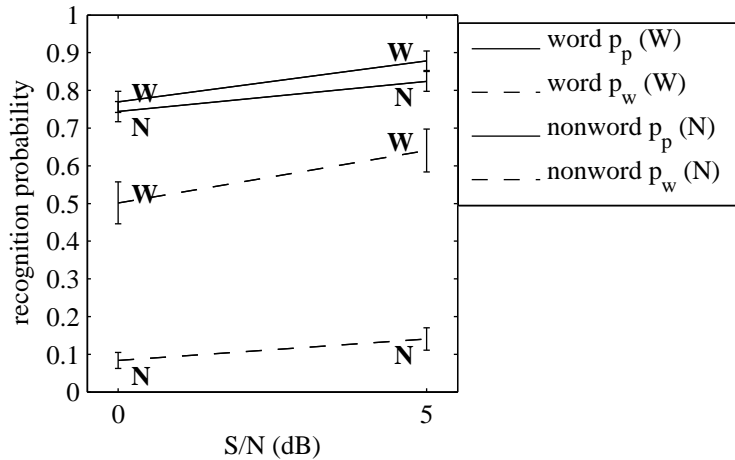 1
0.9
0.8
0.7
0.6
0.5
0.4
0.3
0.2
0.1
0
recognition probability
W
W
N
N
W
W
N
N
0
5
S/N (dB)
word p_p (W)
word p_w (W)
nonword p_p (N)
nonword p_w (N)